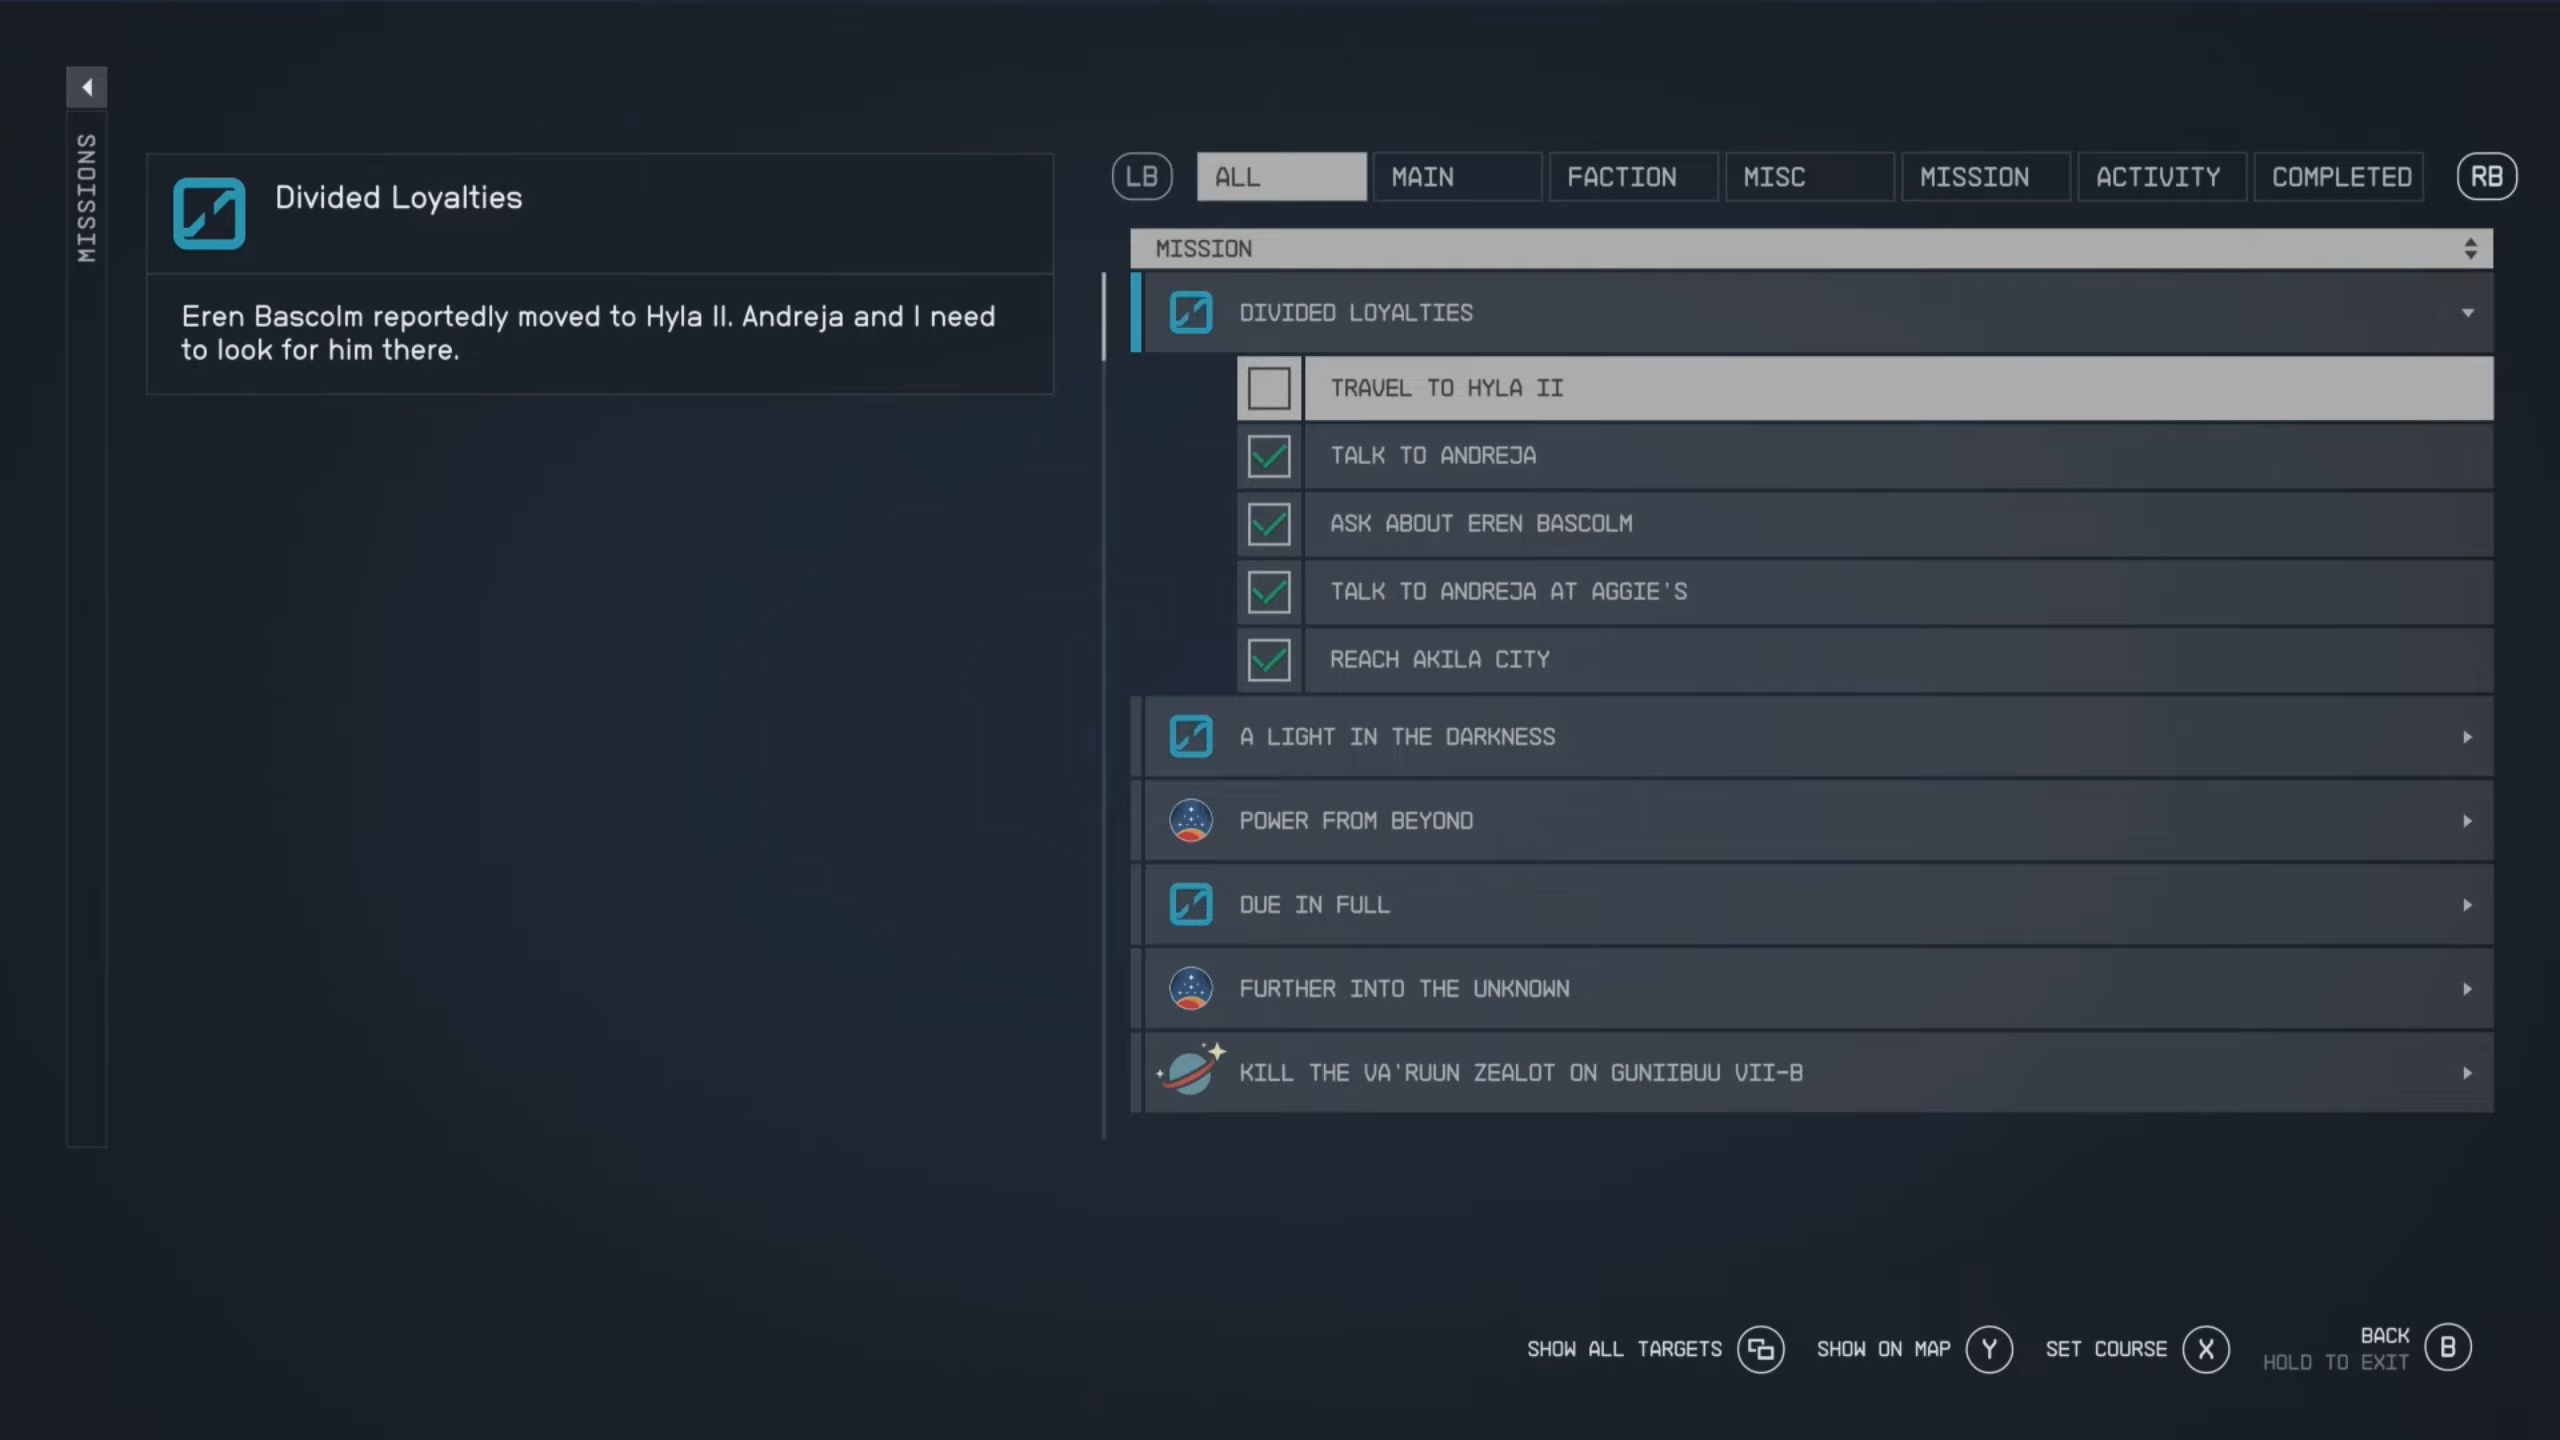 MISSIONS
Divided Loyalties
Eren Bascolm reportedly moved to Hyla II. Andreja and I need
to look for him there.
LB
ALL
MAIN
FACTION
MISC
MISSION
ACTIVITY
COMPLETED
RB
MISSION
DIVIDED LOYALTIES
TRAVEL TO HYLA II
TALK TO ANDREJA
ASK ABOUT EREN BASCOLM
TALK TO ANDREJA AT AGGIE'S
REACH AKILA CITY
A LIGHT IN THE DARKNESS
POWER FROM BEYOND
DUE IN FULL
FURTHER INTO THE UNKNOWN
KILL THE VA'RUUN ZEALOT ON GUNIIBUU VII-B
SHOW ALL TARGETS
SHOW ON MAP Y
SET COURSE X
BACK B
HOLD TO EXIT